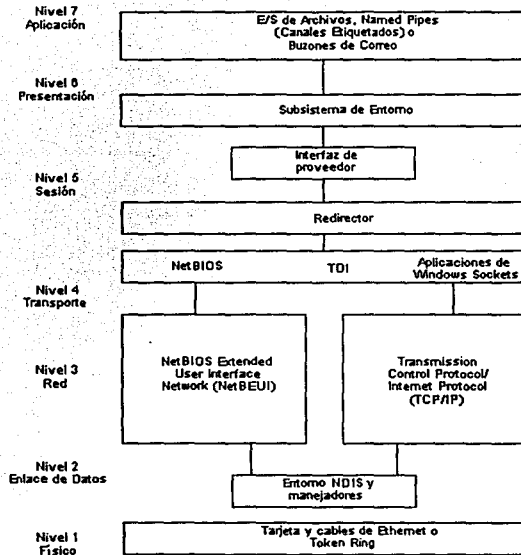 Nivel 7
Aplicación
E/S de Archivos, Named Pipes
(Canales Etiquetados) o
Buzones de Correo
Nivel 6
Presentación
Subsistema de Entorno
Interfaz de
proveedor
Nivel 5
Sesión
Redirector
NetBIOS
TDI
Aplicaciones de
Windows Sockets
Nivel 4
Transporte
Nivel 3
Red
NetBIOS Extended
User Interface
Network (NetBEUI)
Transmission
Control Protocol/
Internet Protocol
(TCP/IP)
Nivel 2
Enlace de Datos
Entorno NDIS y
manejadores
Nivel 1
Físico
Tarjeta y cables de Ethernet o
Token Ring